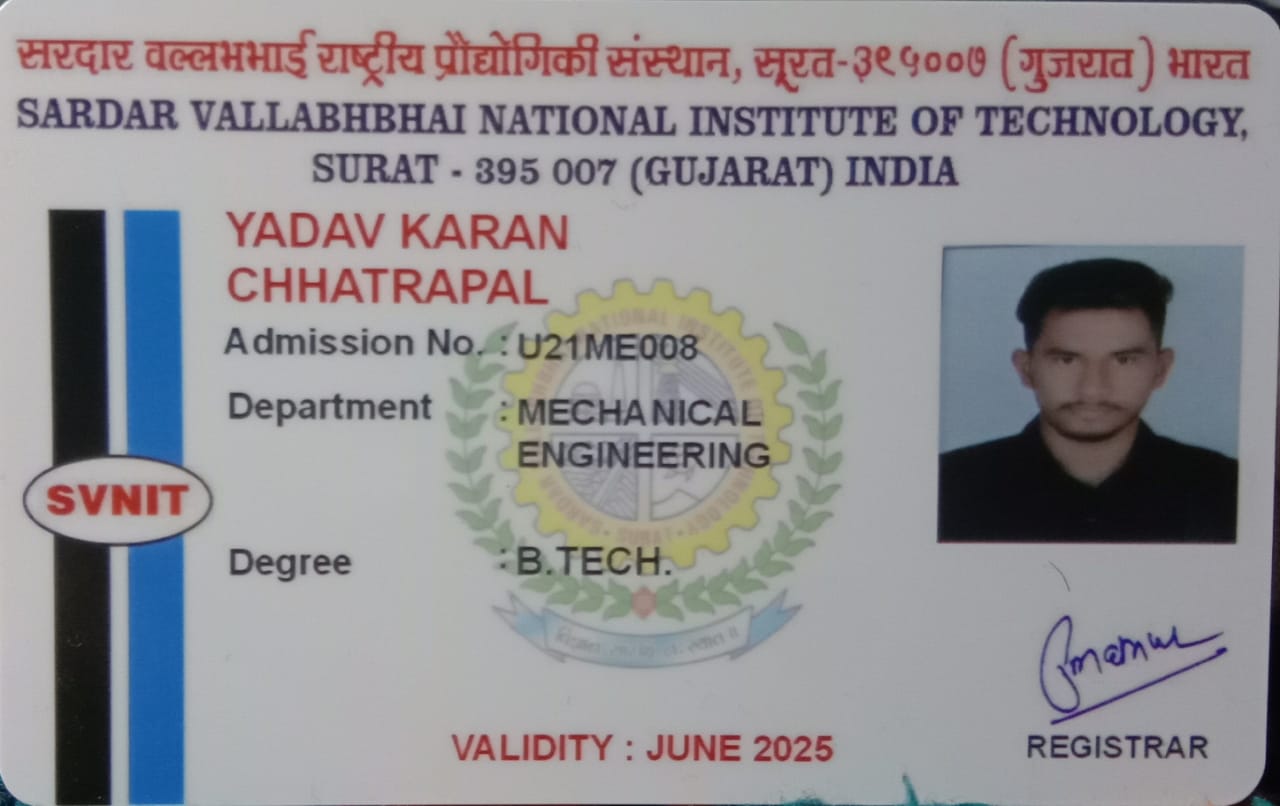 सरदार वल्लभभाई राष्ट्रीय प्रौद्योगिकी संस्थान, सूरत-३९५००७ (गुजरात) भारत
SARDAR VALLABHBHAI NATIONAL INSTITUTE OF TECHNOLOGY,
SURAT - 395 007 (GUJARAT) INDIA
YADAV KARAN
CHHATRAPAL
Admission No. : U21ME008
Department : MECHANICAL
ENGINEERING
SVNIT
Degree : B.TECH.
SURAT
VALIDITY : JUNE 2025
REGISTRAR